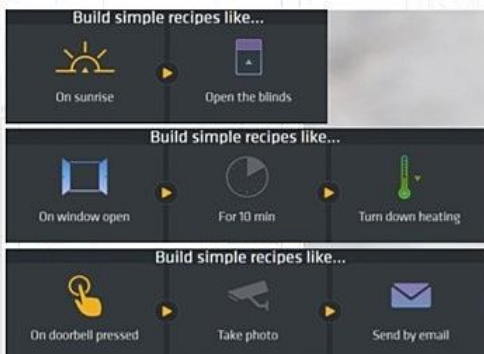 Build simple recipes like...
On sunrise
Open the blinds
Build simple recipes like...
On window open
For 10 min
Turn down heating
Build simple recipes like...
On doorbell pressed
Take photo
Send by email